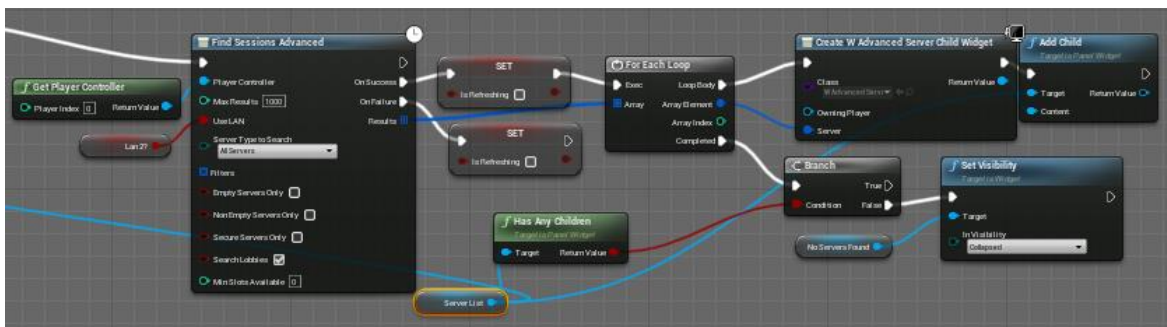 Find Sessions Advanced
Player Controller
On Success
Max Results 1000
On Failure
Use LAN
Results
Server Type to Search
All Servers
Filters
Empty Servers Only
Non Empty Servers Only
Secure Servers Only
Search Lobbies
Min Slots Available 0
f Get Player Controller
Player Index 0 Return Value
Lan 2?
SET
Is Refreshing
SET
Is Refreshing
For Each Loop
Exec Loop Body
Array Array Element
Array Index
Completed
Create W Advanced Server Child Widget
Class Return Value
W Advanced Serv
Owning Player
Server
f Add Child
Target is Panel Widget
Target Return Value
Content
Branch
True
Condition False
f Set Visibility
Target is Widget
Target
In Visibility
Collapsed
No Servers Found
f Has Any Children
Target is Panel Widget
Target Return Value
Server List